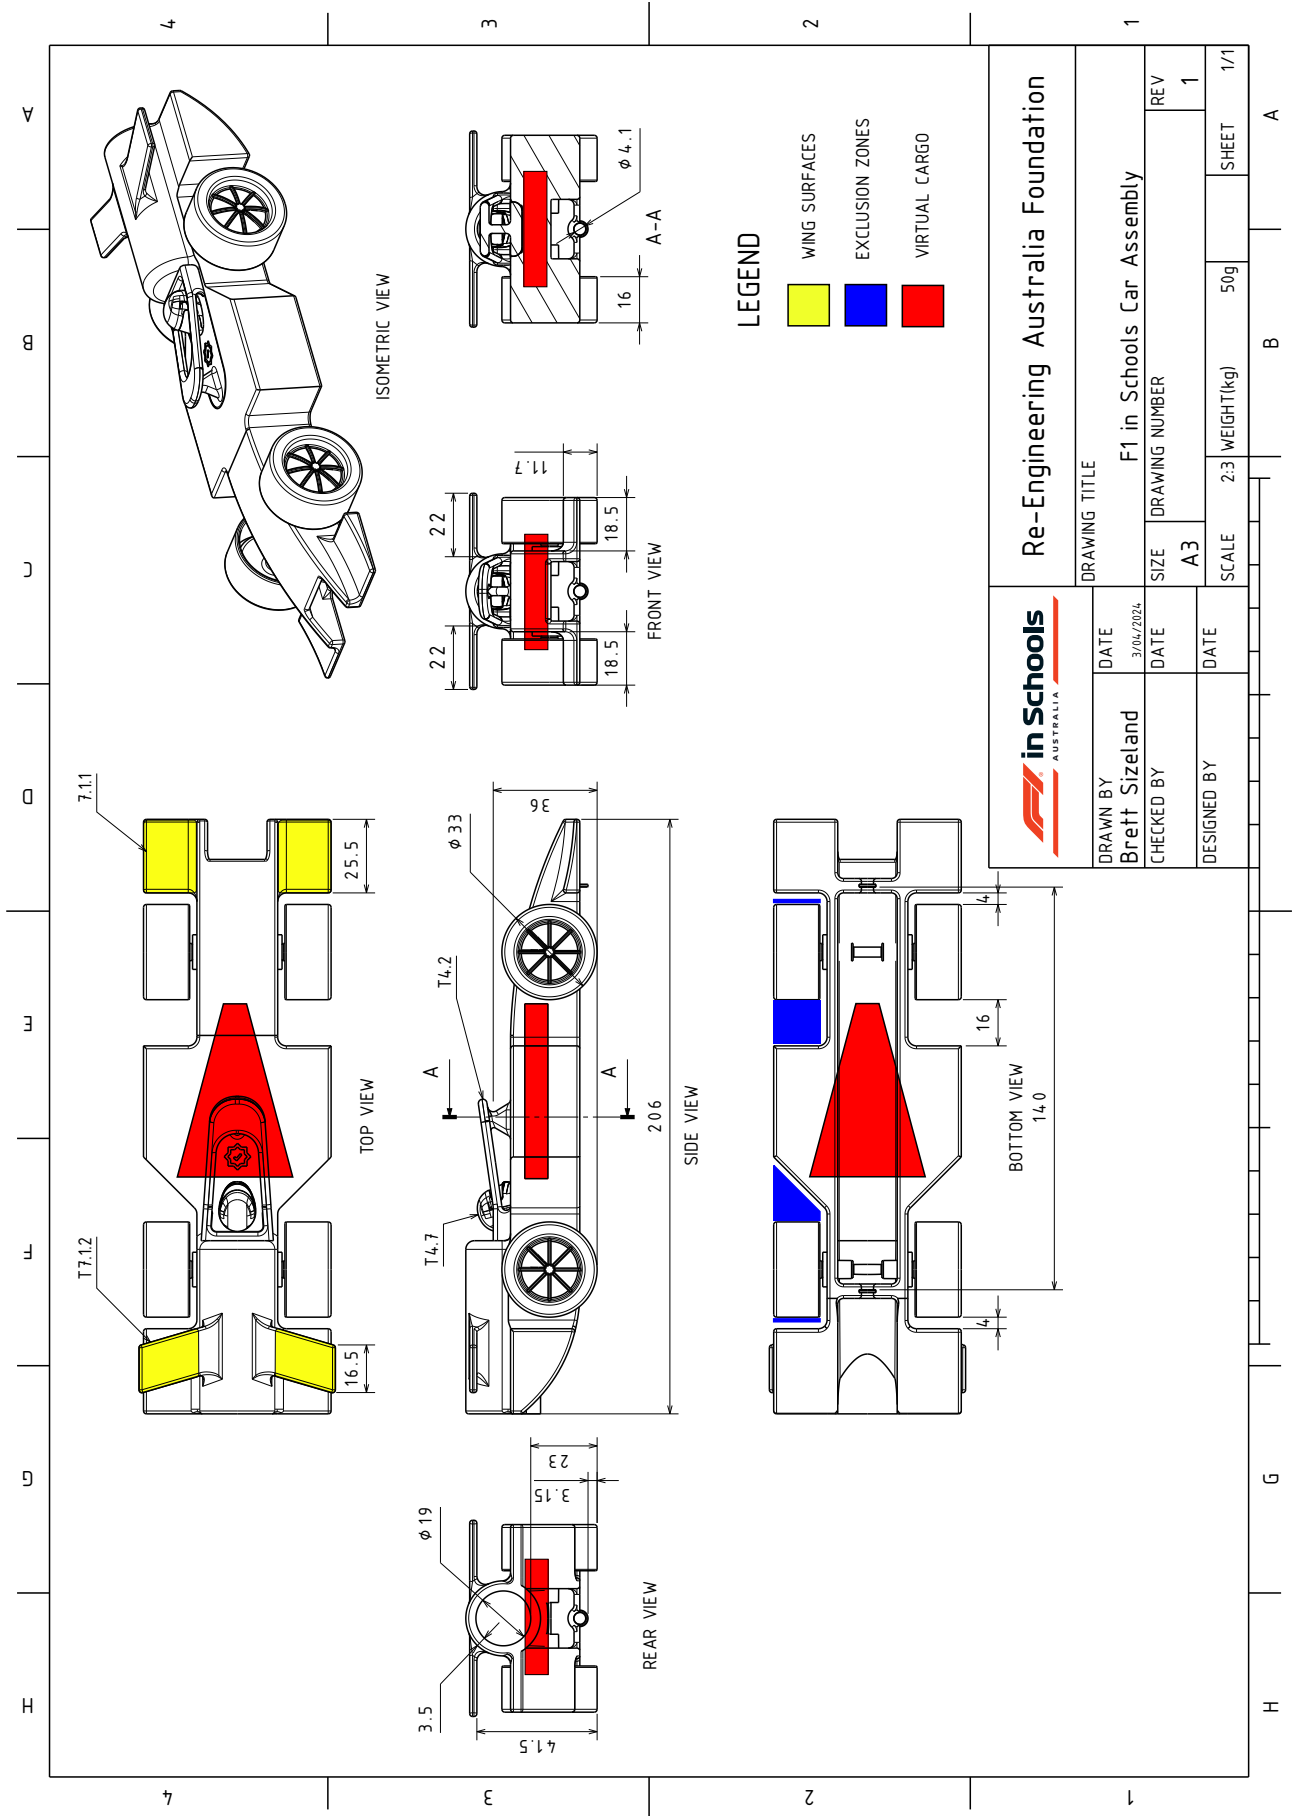 4
3
2
1
A
B
C
D
E
F
G
H
A
B
C
D
E
F
G
H
4
3
2
1
ISOMETRIC VIEW
7.1.1
25.5
T7.1.2
16.5
TOP VIEW
22
22
11.7
18.5
18.5
FRONT VIEW
16
A-A
φ 4.1
φ 33
36
T4.2
T4.7
A
A
206
SIDE VIEW
φ 19
3.5
23
3.15
41.5
REAR VIEW
4
16
4
140
BOTTOM VIEW
LEGEND
WING SURFACES
EXCLUSION ZONES
VIRTUAL CARGO
F1 in Schools
AUSTRALIA
Re-Engineering Australia Foundation
DRAWING TITLE
F1 in Schools Car Assembly
DRAWN BY
Brett Sizeland
DATE
3/04/2024
CHECKED BY
DATE
DESIGNED BY
DATE
SIZE
A3
DRAWING NUMBER
REV
1
SCALE 2:3
WEIGHT(kg) 50g
SHEET 1/1